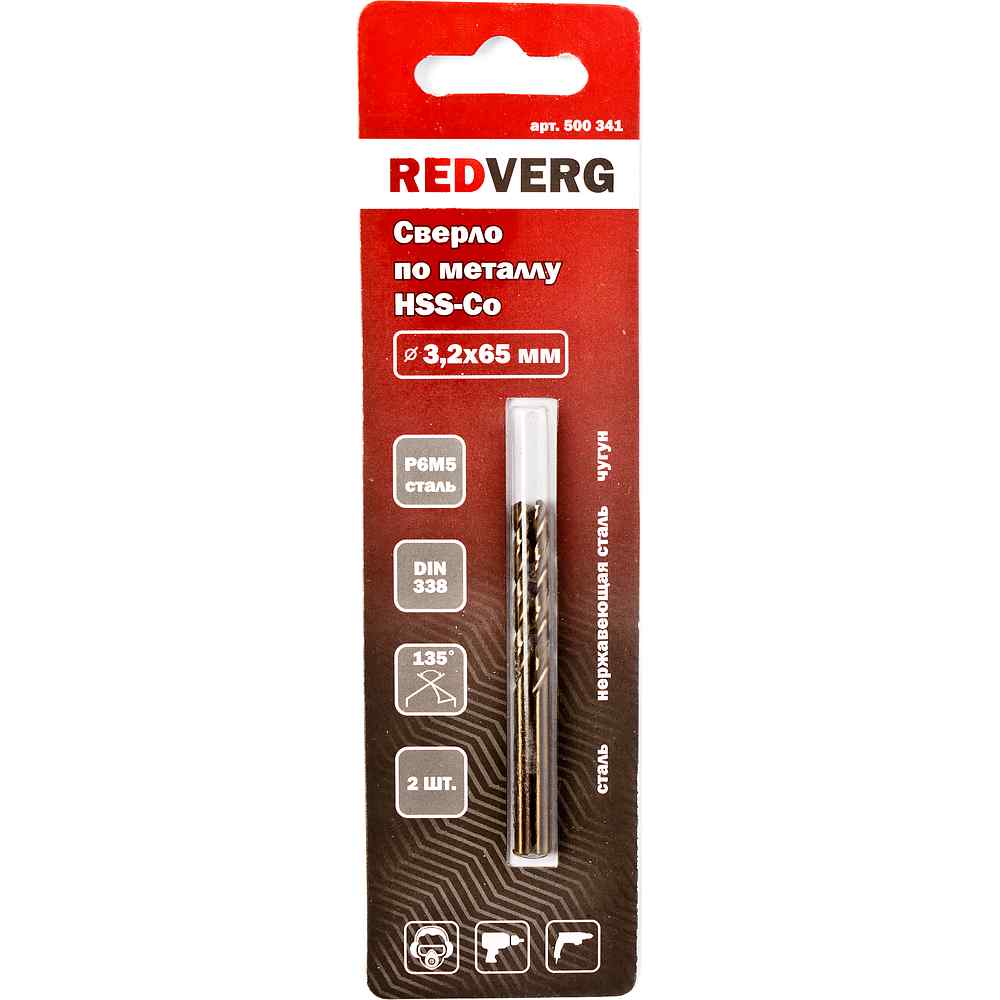 арт. 500 341
REDVERG
Сверло
по металлу
HSS-Co
⌀ 3,2x65 мм
Р6М5
сталь
DIN
338
135°
2 ШТ.
сталь нержавеющая сталь чугун